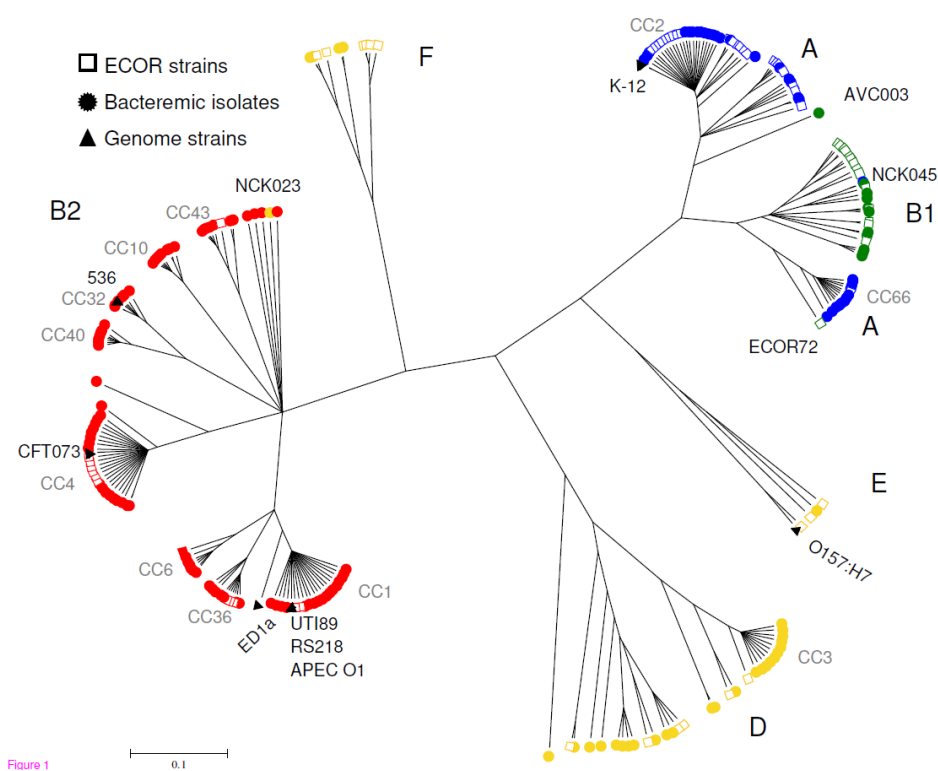 ECOR strains
Bacteremic isolates
Genome strains
F
CC2
A
K-12
AVC003
NCK045
B1
CC66
A
ECOR72
NCK023
B2
CC43
CC10
536
CC32
CC40
CFT073
CC4
CC6
CC36
ED1a
CC1
UTI89
RS218
APEC O1
E
O157:H7
CC3
D
0.1
Figure 1